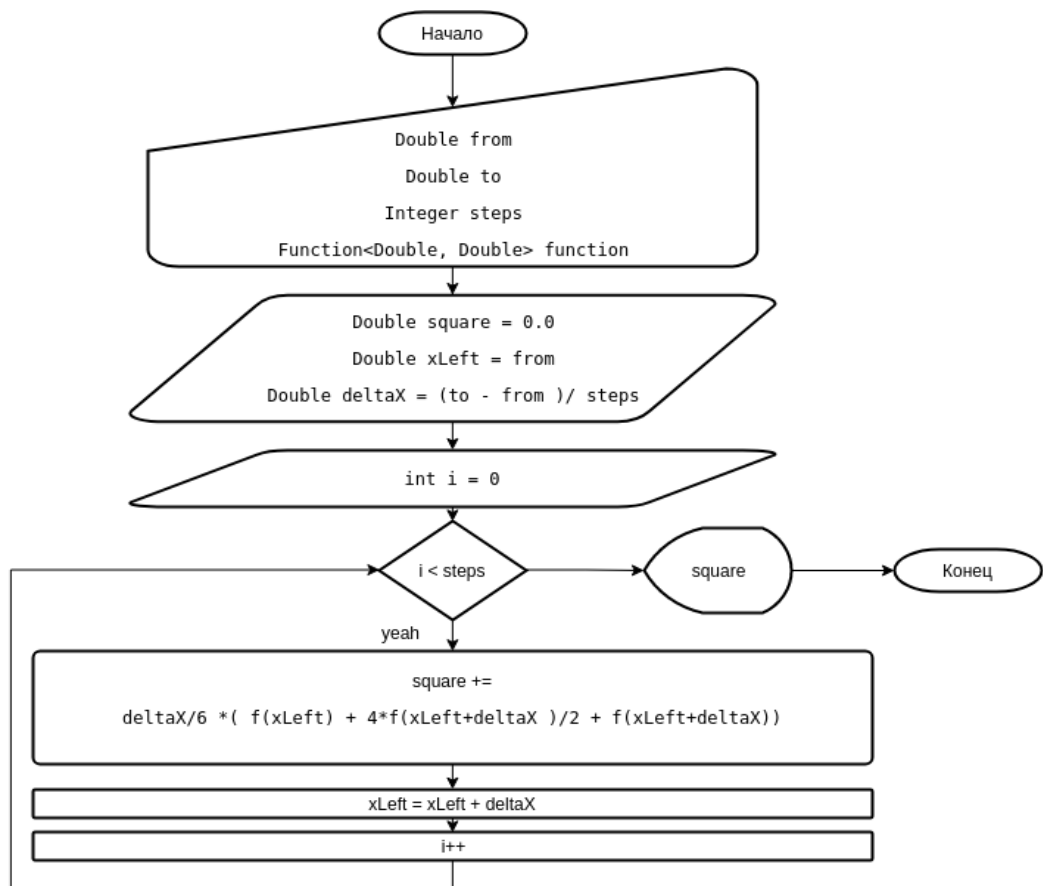 Начало
Double from
Double to
Integer steps
Function<Double, Double> function
Double square = 0.0
Double xLeft = from
Double deltaX = (to - from )/ steps
int i = 0
i < steps
square
Конец
yeah
square +=
deltaX/6 *( f(xLeft) + 4*f(xLeft+deltaX )/2 + f(xLeft+deltaX))
xLeft = xLeft + deltaX
i++